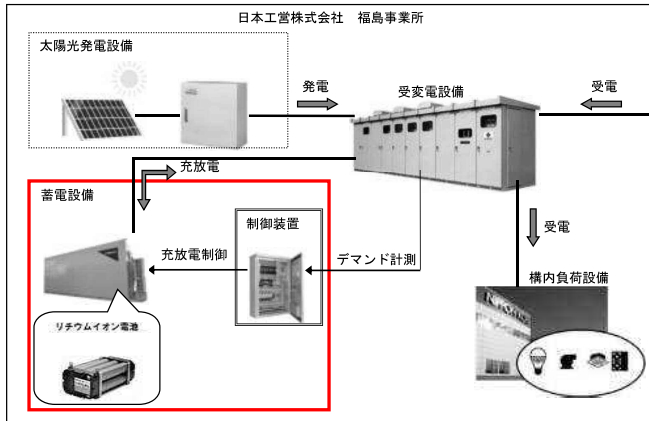 日本工営株式会社　福島事業所
太陽光発電設備
発電
受変電設備
受電
充放電
蓄電設備
制御装置
充放電制御
デマンド計測
受電
構内負荷設備
リチウムイオン電池